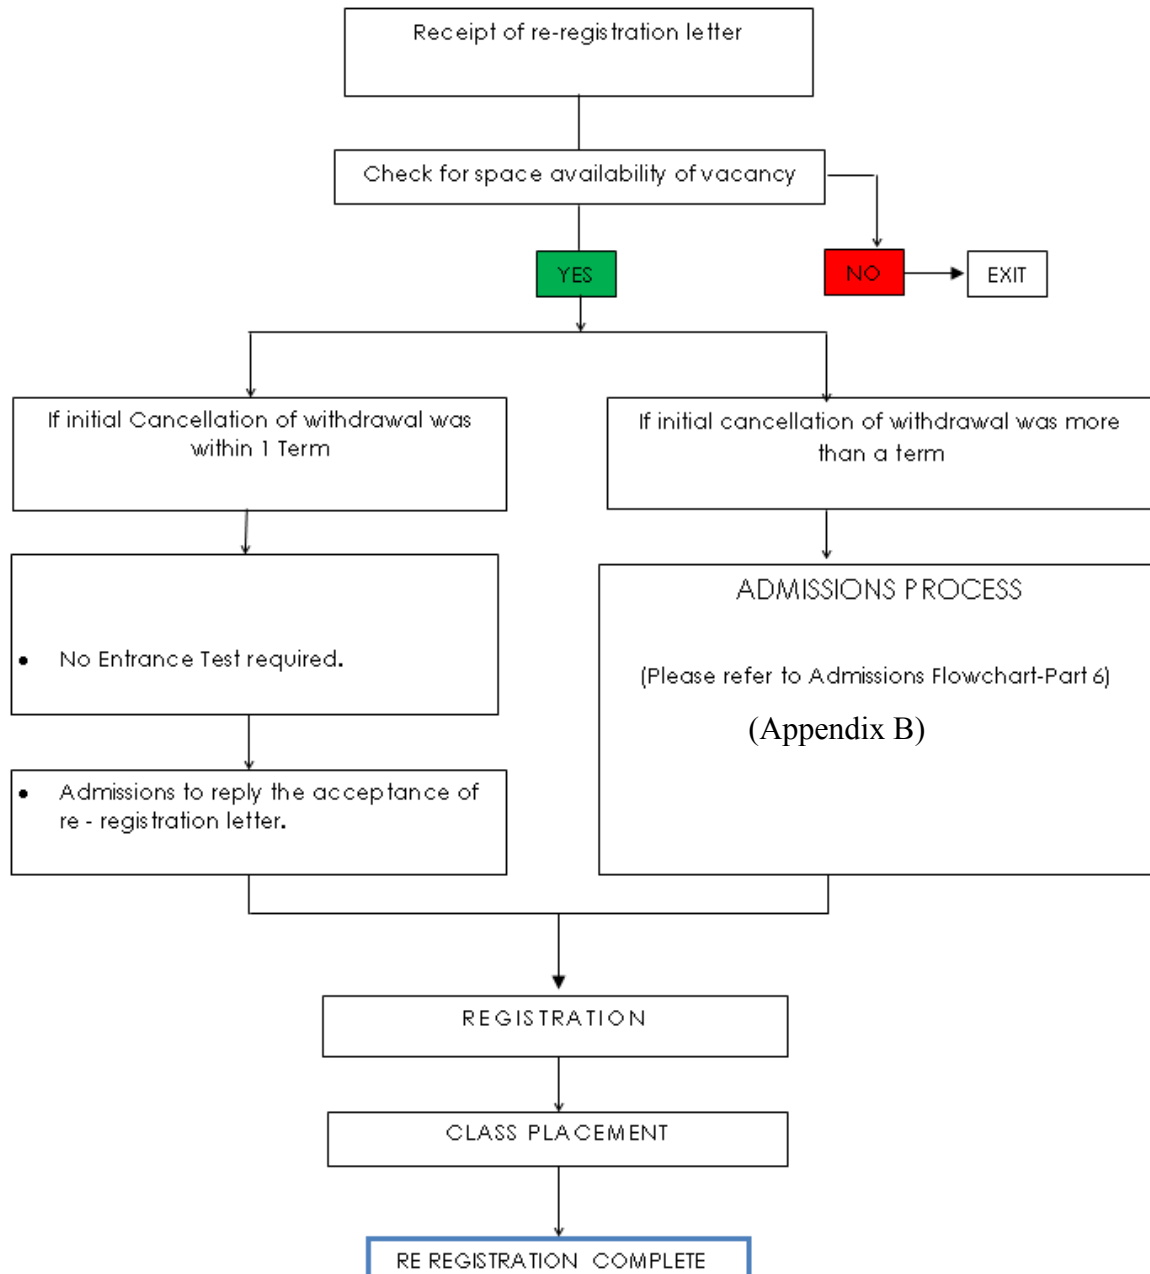 Receipt of re-registration letter
Check for space availability of vacancy
YES
NO
EXIT
If initial Cancellation of withdrawal was
within 1 Term
If initial cancellation of withdrawal was more
than a term
• No Entrance Test required.
ADMISSIONS PROCESS
(Please refer to Admissions Flowchart-Part 6)
(Appendix B)
• Admissions to reply the acceptance of
re - registration letter.
REGISTRATION
CLASS PLACEMENT
RE REGISTRATION COMPLETE